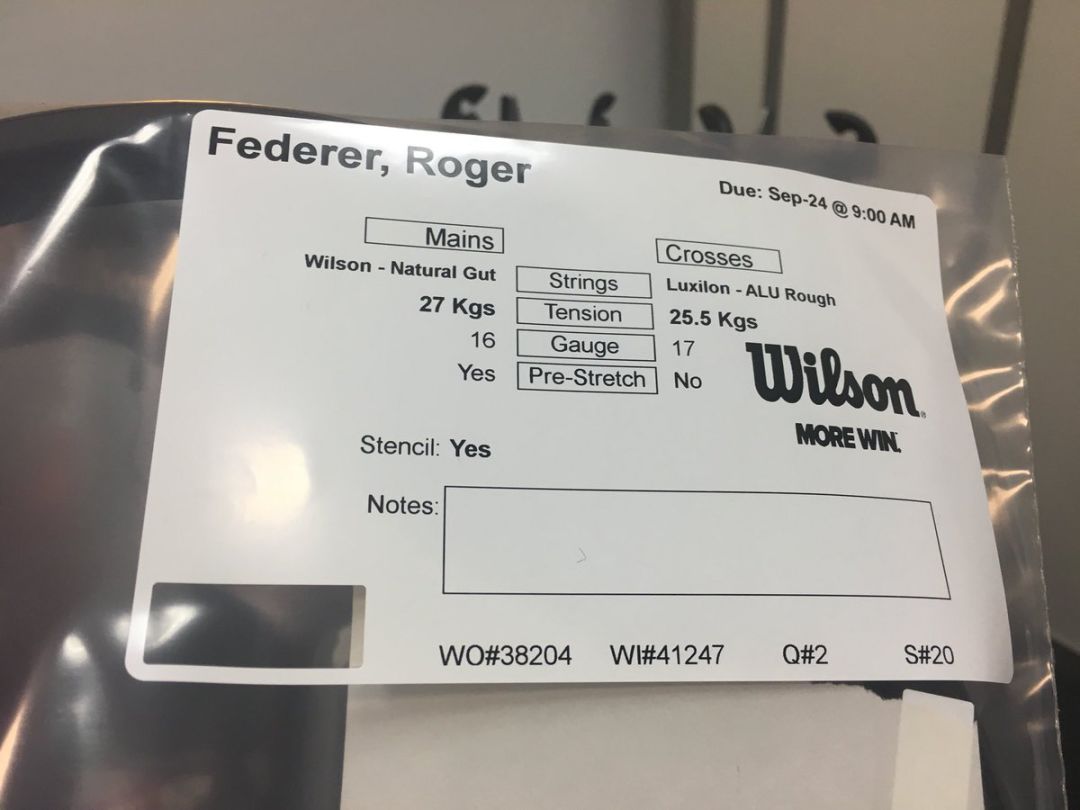 Federer, Roger
Due: Sep-24 @ 9:00 AM
Mains
Crosses
Wilson - Natural Gut Strings Luxilon - ALU Rough
27 Kgs Tension 25.5 Kgs
16 Gauge 17
Yes Pre-Stretch No
Wilson®
MORE WIN.™
Stencil: Yes
Notes:
WO#38204 WI#41247 Q#2 S#20